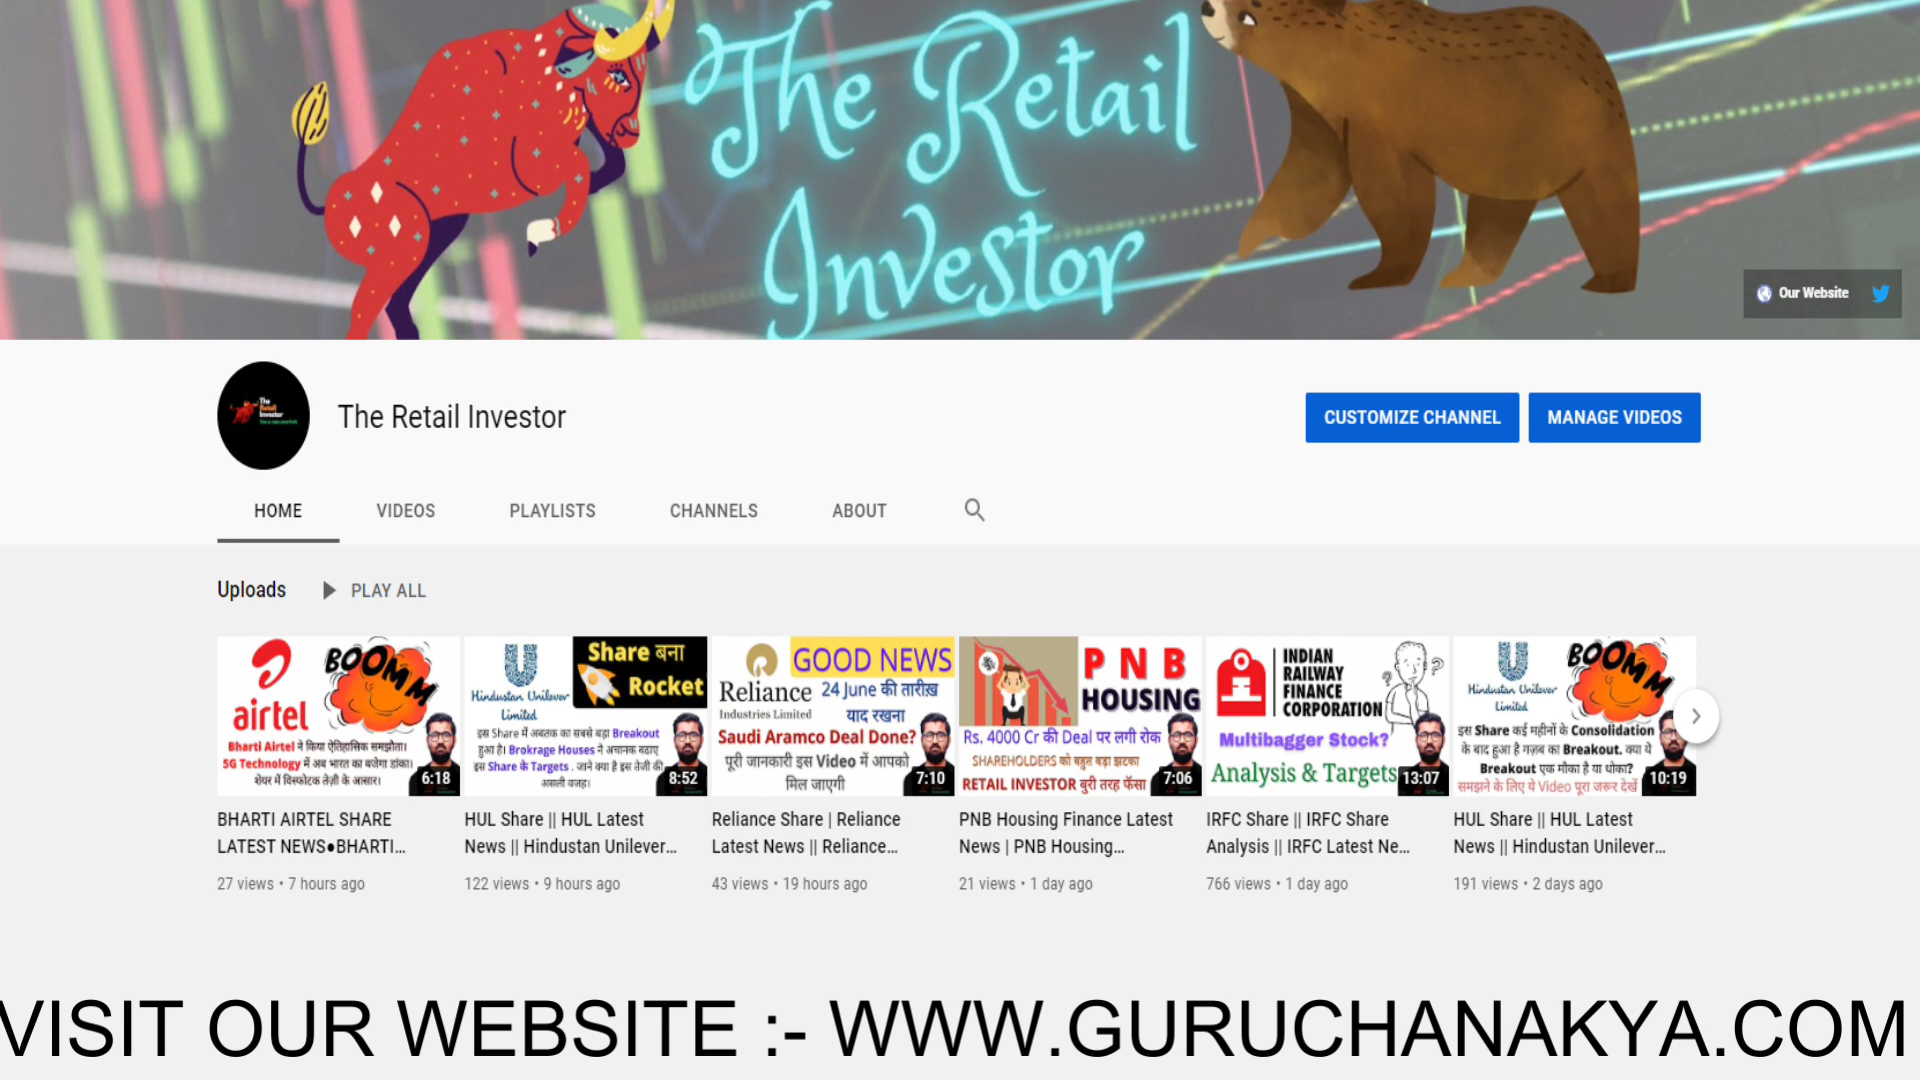 The Retail
Investor
Our Website
The Retail Investor
CUSTOMIZE CHANNEL
MANAGE VIDEOS
HOME
VIDEOS
PLAYLISTS
CHANNELS
ABOUT
Uploads
PLAY ALL
airtel
BOOMM
Bharti Airtel ने किया ऐतिहासिक समझौता।
5G Technology में अब भारत का बजेगा डंका।
शेयर में विस्फोटक तेज़ी के आसार।
6:18
BHARTI AIRTEL SHARE
LATEST NEWS●BHARTI...
27 views • 7 hours ago
Hindustan Unilever
Limited
Share बना
Rocket
इस Share में अबतक का सबसे बड़ा Breakout
हुआ है। Brokrage Houses ने अचानक बढ़ाए
इस Share के Targets . जाने क्या है इस तेजी की
असली वजह।
8:52
HUL Share || HUL Latest
News || Hindustan Unilever...
122 views • 9 hours ago
Reliance
Industries Limited
GOOD NEWS
24 June की तारीख़
याद रखना
Saudi Aramco Deal Done?
पूरी जानकारी इस Video में आपको
मिल जाएगी
7:10
Reliance Share | Reliance
Latest News || Reliance...
43 views • 19 hours ago
PNB
HOUSING
Rs. 4000 Cr की Deal पर लगी रोक
SHAREHOLDERS को बहुत बड़ा झटका
RETAIL INVESTOR बुरी तरह फँसा
7:06
PNB Housing Finance Latest
News | PNB Housing...
21 views • 1 day ago
INDIAN
RAILWAY
FINANCE
CORPORATION
Multibagger Stock?
Analysis & Targets
13:07
IRFC Share || IRFC Share
Analysis || IRFC Latest Ne...
766 views • 1 day ago
Hindustan Unilever
Limited
BOOMM
इस Share कई महीनों के Consolidation
के बाद हुआ है गज़ब का Breakout. क्या ये
Breakout एक मौका है या धोका?
समझने के लिए ये Video पूरा जरूर देखें
10:19
HUL Share || HUL Latest
News || Hindustan Unilever...
191 views • 2 days ago
VISIT OUR WEBSITE :- WWW.GURUCHANAKYA.COM